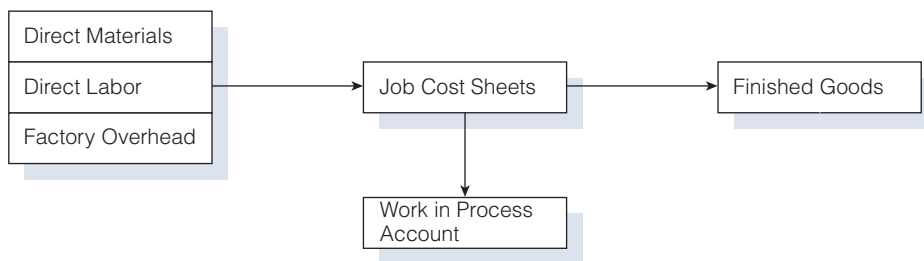 Direct Materials
Direct Labor
Factory Overhead
Job Cost Sheets
Finished Goods
Work in Process
Account